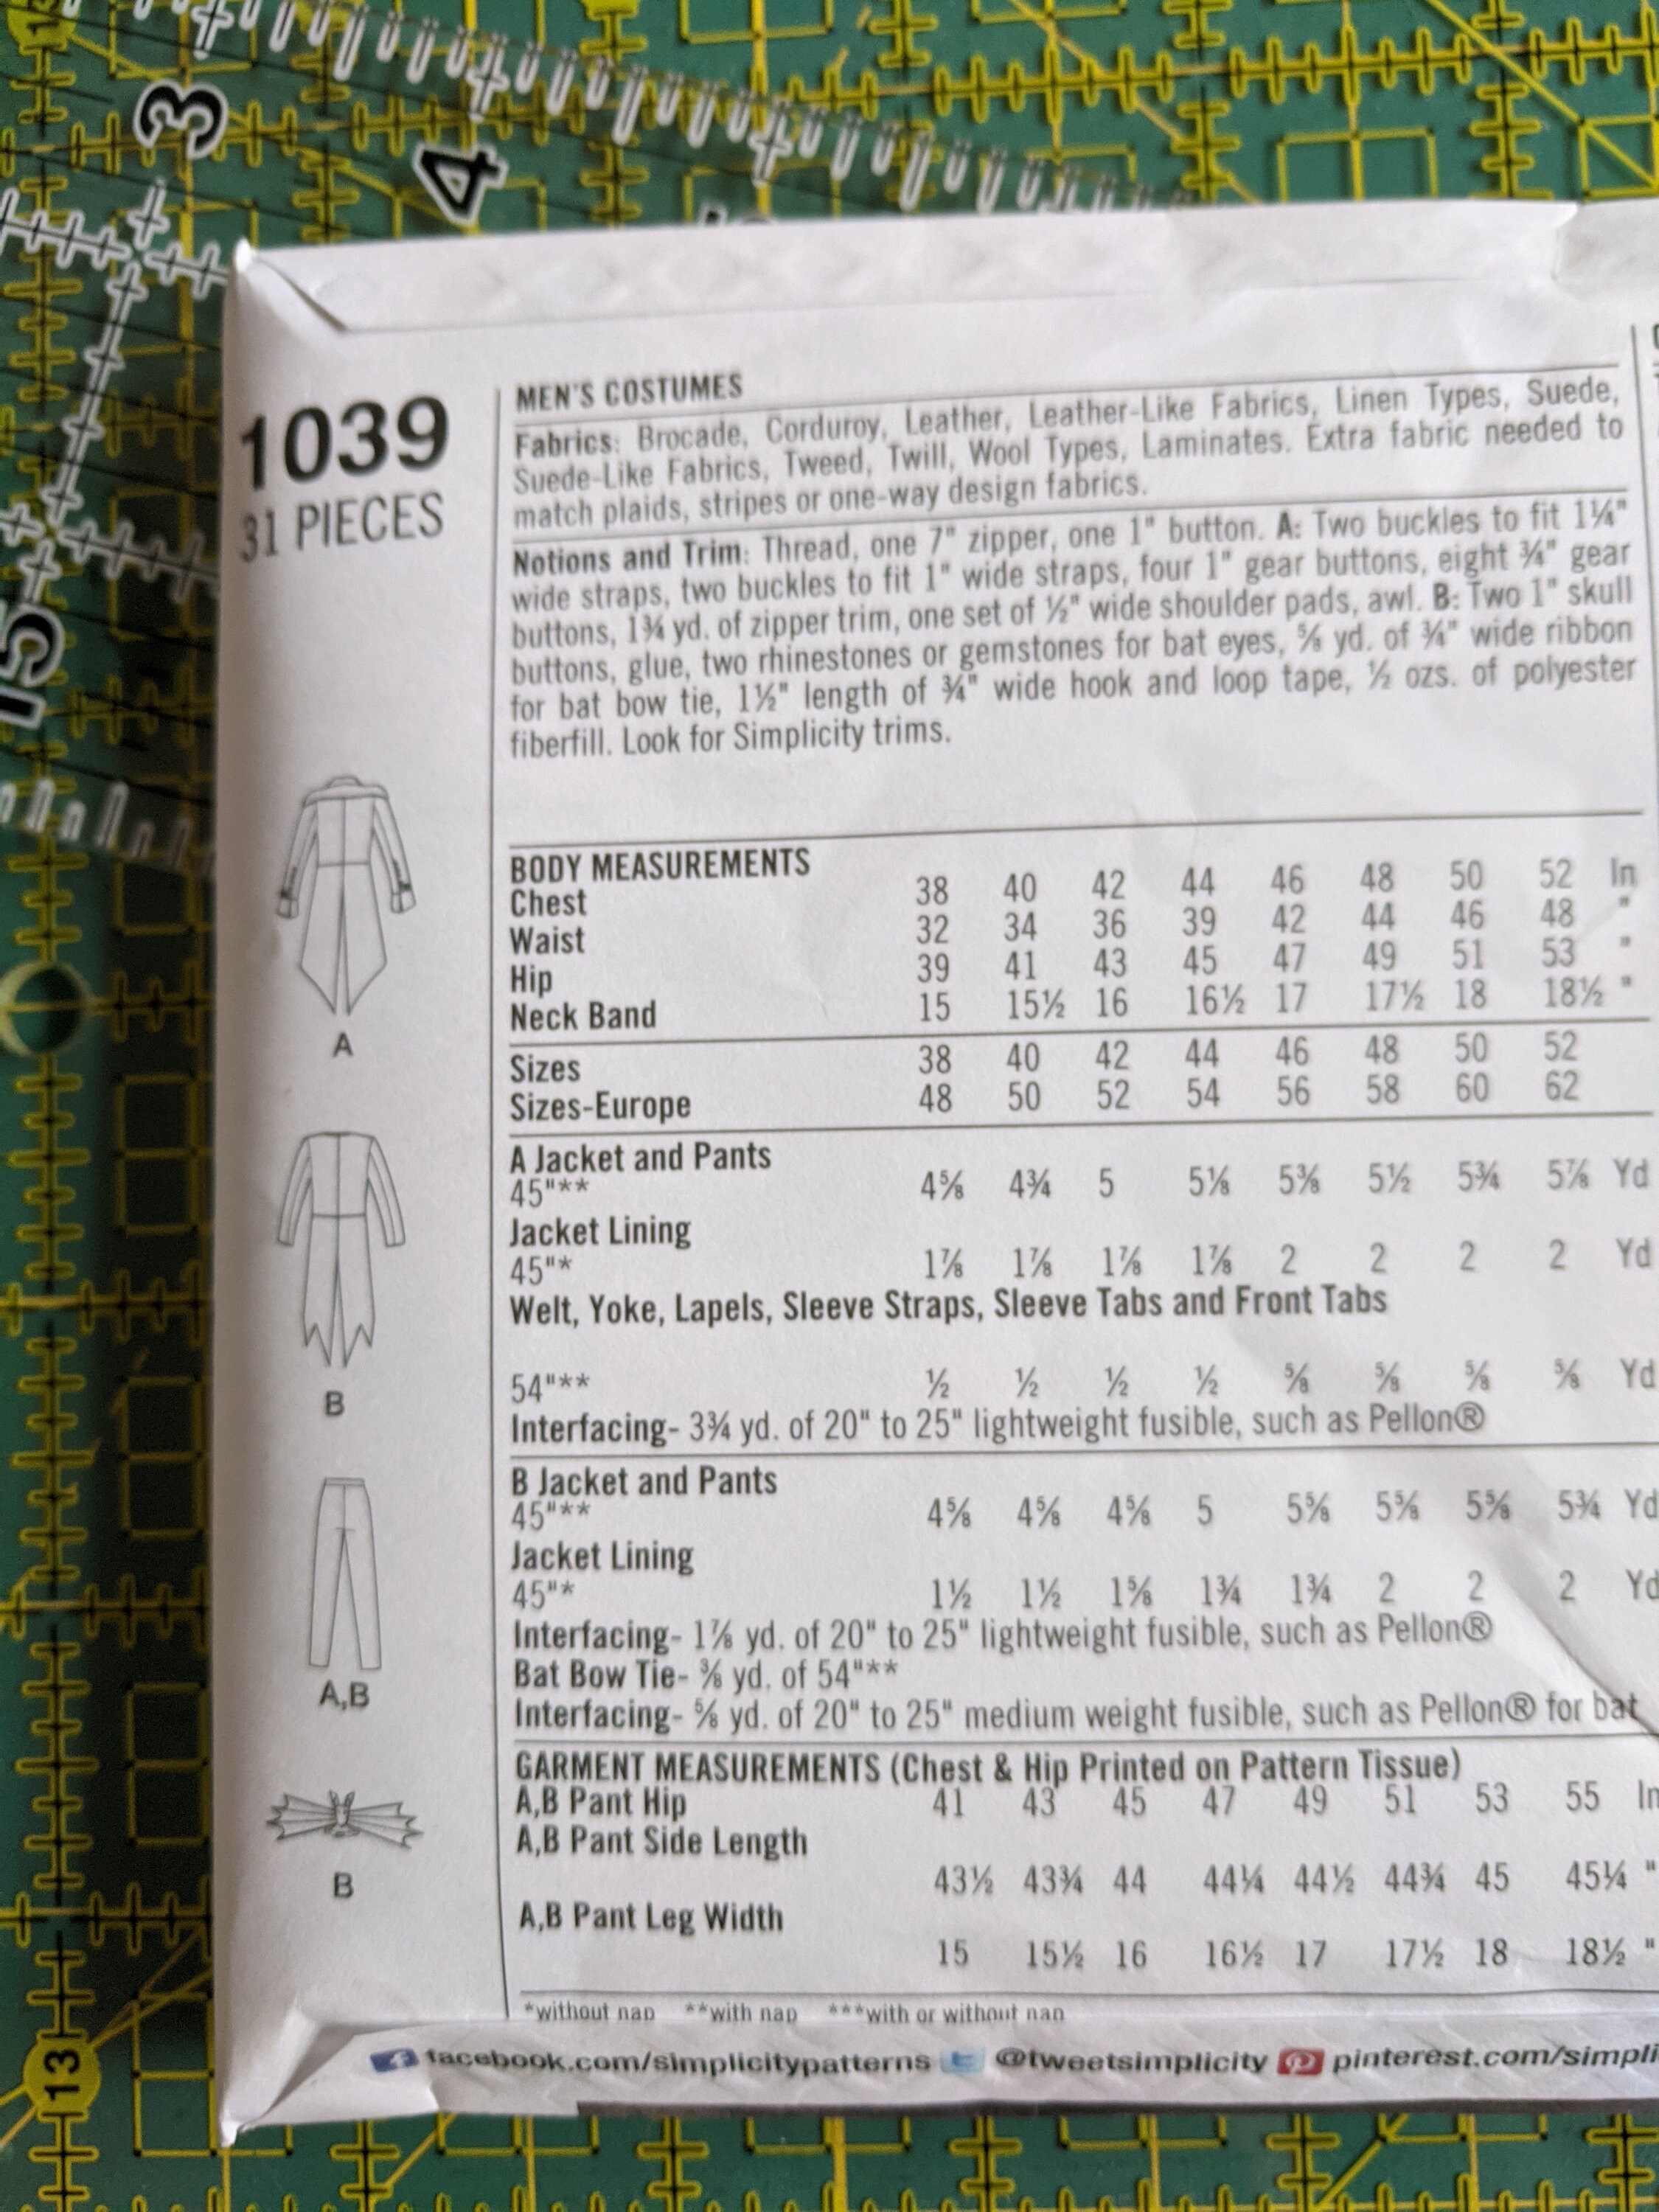 3
4
15
1039
31 PIECES
MEN'S COSTUMES
Fabrics: Brocade, Corduroy, Leather, Leather-Like Fabrics, Linen Types, Suede,
Suede-Like Fabrics, Tweed, Twill, Wool Types, Laminates. Extra fabric needed to
match plaids, stripes or one-way design fabrics.
Notions and Trim: Thread, one 7" zipper, one 1" button. A: Two buckles to fit 1¼"
wide straps, two buckles to fit 1" wide straps, four 1" gear buttons, eight ¾" gear
buttons, 1¾ yd. of zipper trim, one set of ½" wide shoulder pads, awl. B: Two 1" skull
buttons, glue, two rhinestones or gemstones for bat eyes, ⅝ yd. of ¾" wide ribbon
for bat bow tie, 1½" length of ¾" wide hook and loop tape, ½ ozs. of polyester
fiberfill. Look for Simplicity trims.
BODY MEASUREMENTS
Chest 38 40 42 44 46 48 50 52 In
Waist 32 34 36 39 42 44 46 48 "
Hip 39 41 43 45 47 49 51 53 "
Neck Band 15 15½ 16 16½ 17 17½ 18 18½ "
Sizes 38 40 42 44 46 48 50 52
Sizes-Europe 48 50 52 54 56 58 60 62
A Jacket and Pants
45"** 4⅝ 4¾ 5 5⅛ 5⅜ 5½ 5¾ 5⅞ Yd
Jacket Lining
45"* 1⅞ 1⅞ 1⅞ 1⅞ 2 2 2 2 Yd
Welt, Yoke, Lapels, Sleeve Straps, Sleeve Tabs and Front Tabs
54"** ½ ½ ½ ½ ⅝ ⅝ ⅝ ⅝ Yd
Interfacing- 3¾ yd. of 20" to 25" lightweight fusible, such as Pellon®
B Jacket and Pants
45"** 4⅝ 4⅝ 4⅝ 5 5⅜ 5⅜ 5⅜ 5¾ Yd
Jacket Lining
45"* 1½ 1½ 1⅝ 1¾ 1¾ 2 2 2 Yd
Interfacing- 1⅞ yd. of 20" to 25" lightweight fusible, such as Pellon®
Bat Bow Tie- ⅜ yd. of 54"**
Interfacing- ⅝ yd. of 20" to 25" medium weight fusible, such as Pellon® for bat
GARMENT MEASUREMENTS (Chest & Hip Printed on Pattern Tissue)
A,B Pant Hip 41 43 45 47 49 51 53 55 In
A,B Pant Side Length
43½ 43¾ 44 44¼ 44½ 44¾ 45 45¼ "
A,B Pant Leg Width
15 15½ 16 16½ 17 17½ 18 18½ "
*without nap **with nap ***with or without nap
A
B
A,B
B
facebook.com/simplicitypatterns @tweetsimplicity pinterest.com/simpli
13